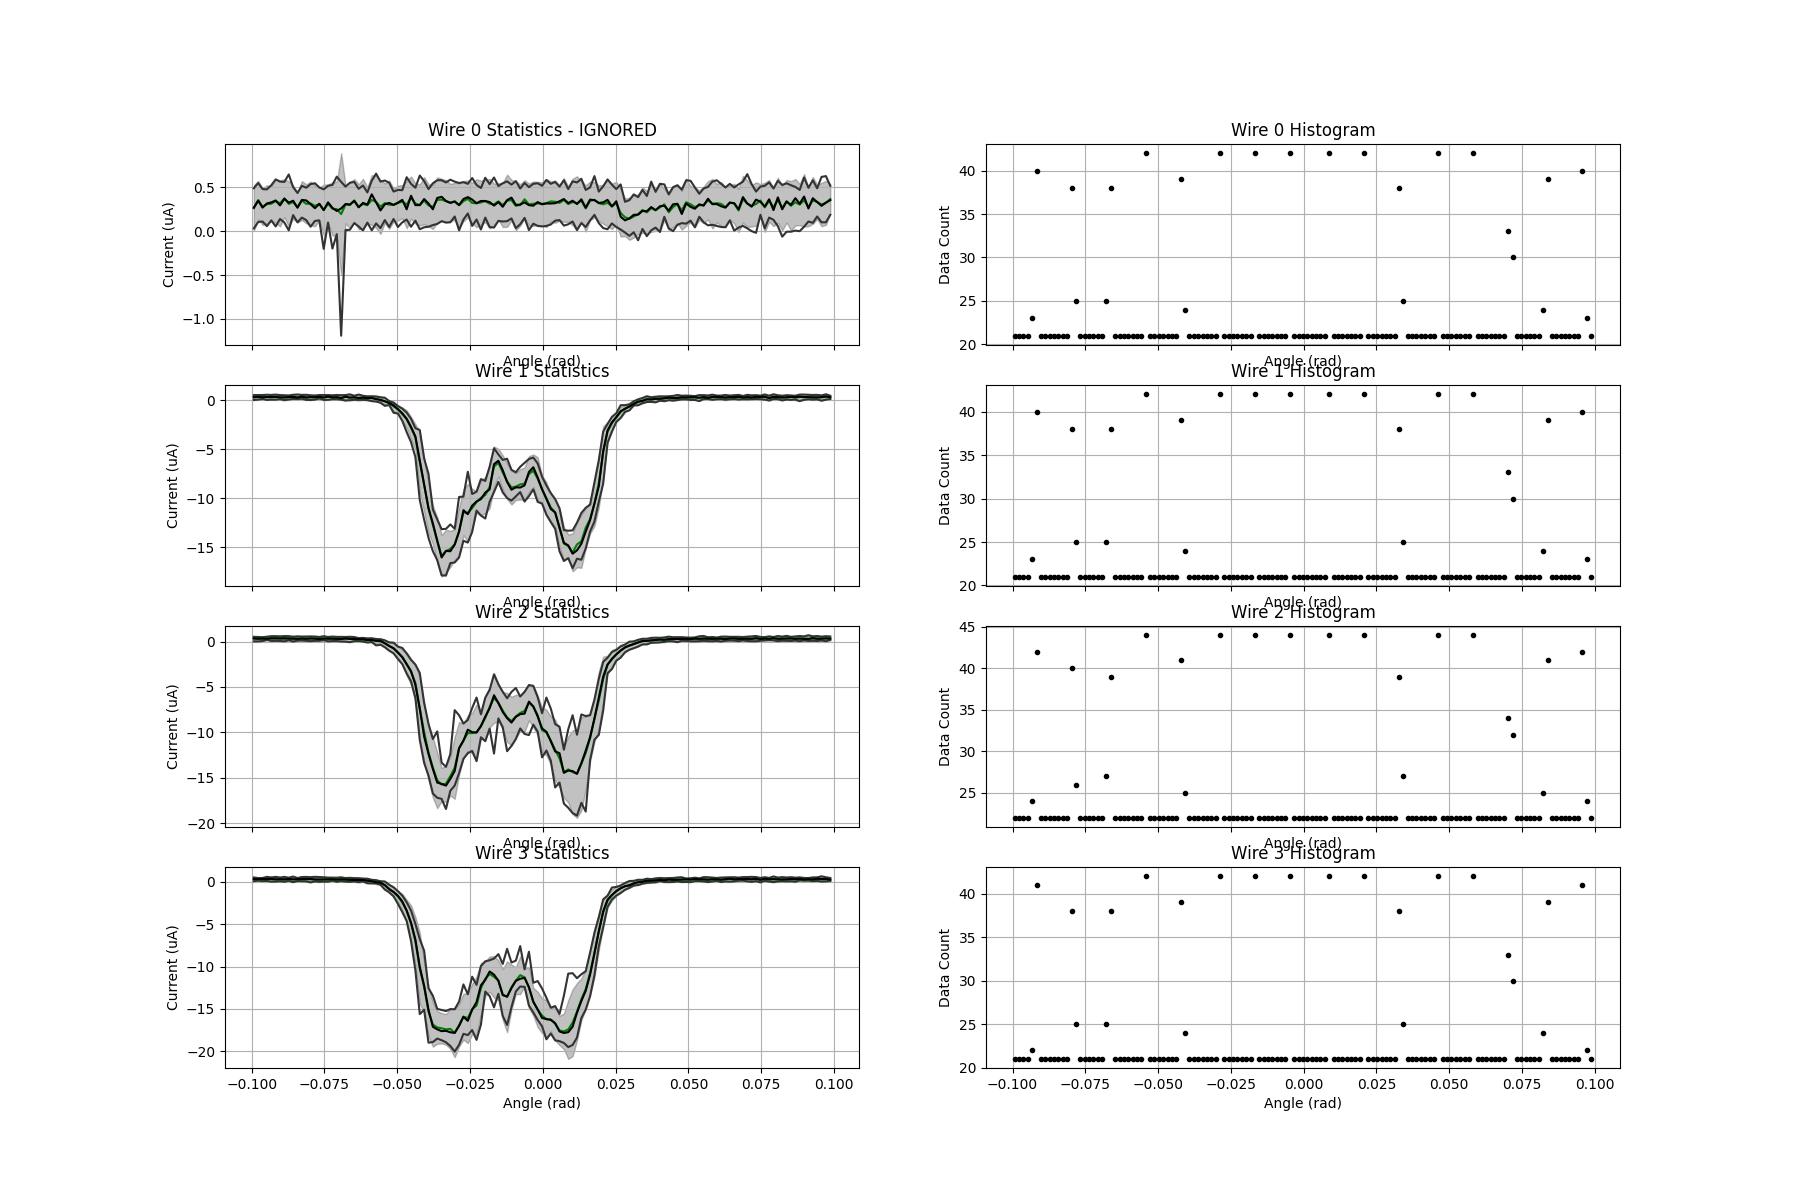 Wire 0 Statistics - IGNORED
Current (uA)
0.5
0.0
−0.5
−1.0
Angle (rad)
Wire 0 Histogram
Data Count
40
35
30
25
20
Angle (rad)
Wire 1 Statistics
Current (uA)
0
−5
−10
−15
Angle (rad)
Wire 1 Histogram
Data Count
40
35
30
25
20
Angle (rad)
Wire 2 Statistics
Current (uA)
0
−5
−10
−15
−20
Angle (rad)
Wire 2 Histogram
Data Count
45
40
35
30
25
Angle (rad)
Wire 3 Statistics
Current (uA)
0
−5
−10
−15
−20
−0.100 −0.075 −0.050 −0.025 0.000 0.025 0.050 0.075 0.100
Angle (rad)
Wire 3 Histogram
Data Count
40
35
30
25
20
−0.100 −0.075 −0.050 −0.025 0.000 0.025 0.050 0.075 0.100
Angle (rad)